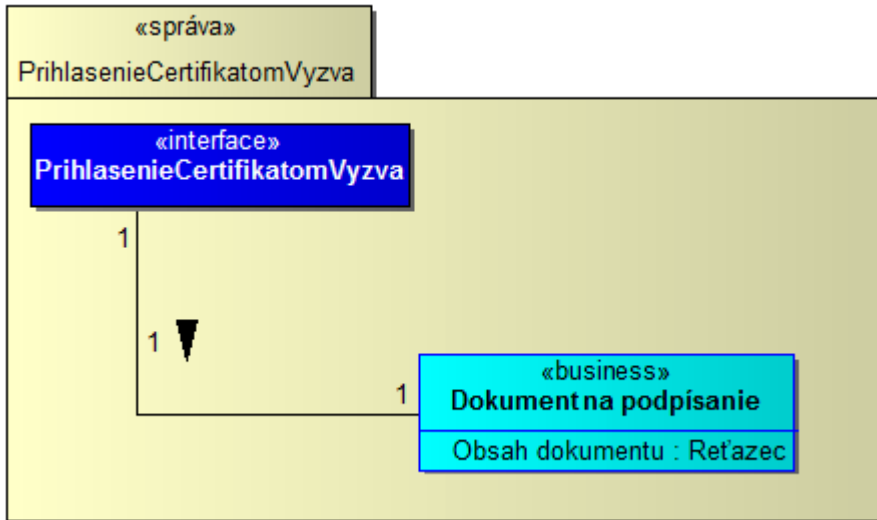 «správa»
PrihlasenieCertifikatomVyzva
«interface»
PrihlasenieCertifikatomVyzva
1
1
1
«business»
Dokument na podpísanie
Obsah dokumentu : Reťazec